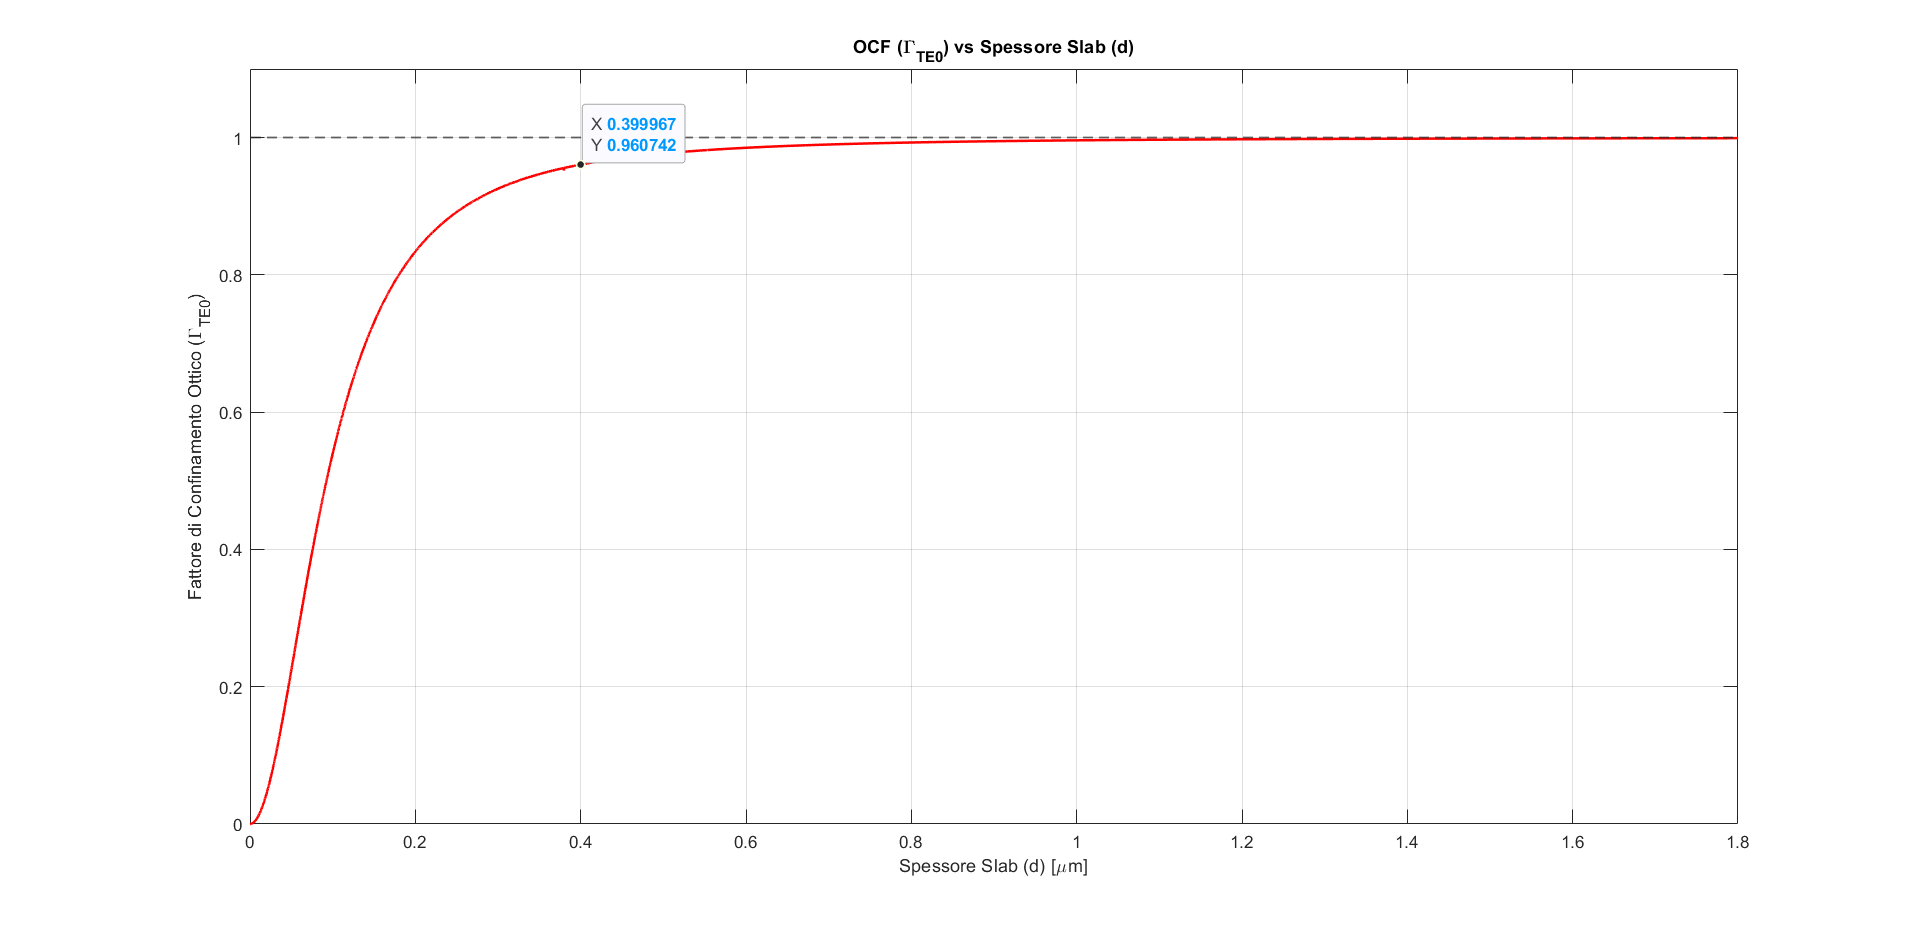 OCF (Γ_TE0) vs Spessore Slab (d)
X 0.399967
Y 0.960742
Fattore di Confinamento Ottico (Γ_TE0)
1
0.8
0.6
0.4
0.2
0
0 0.2 0.4 0.6 0.8 1 1.2 1.4 1.6 1.8
Spessore Slab (d) [μm]